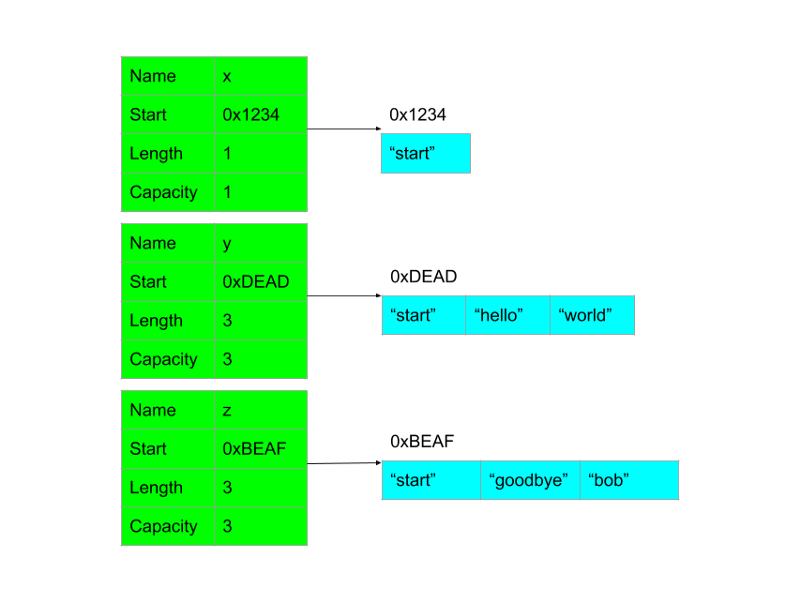 Name x
Start 0x1234
Length 1
Capacity 1
0x1234
“start”
Name y
Start 0xDEAD
Length 3
Capacity 3
0xDEAD
“start” “hello” “world”
Name z
Start 0xBEAF
Length 3
Capacity 3
0xBEAF
“start” “goodbye” “bob”